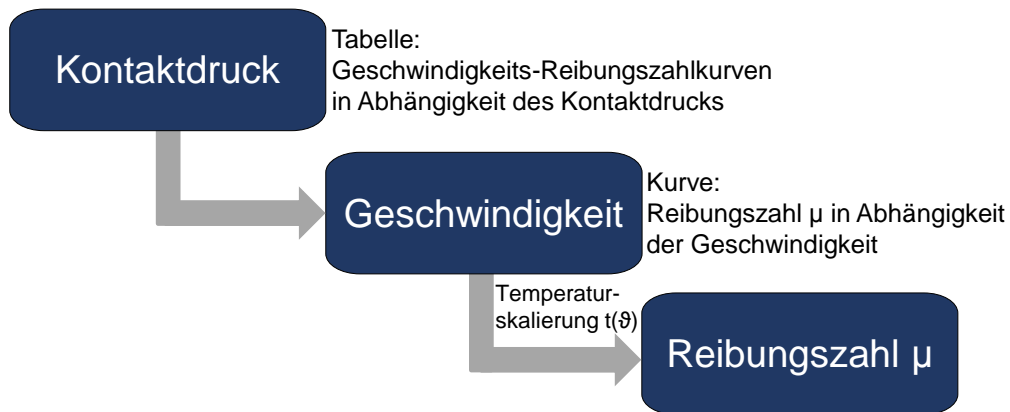 Kontaktdruck
Tabelle:
Geschwindigkeits-Reibungszahlkurven
in Abhängigkeit des Kontaktdrucks
Geschwindigkeit
Kurve:
Reibungszahl µ in Abhängigkeit
der Geschwindigkeit
Temperatur-
skalierung t(ϑ)
Reibungszahl µ